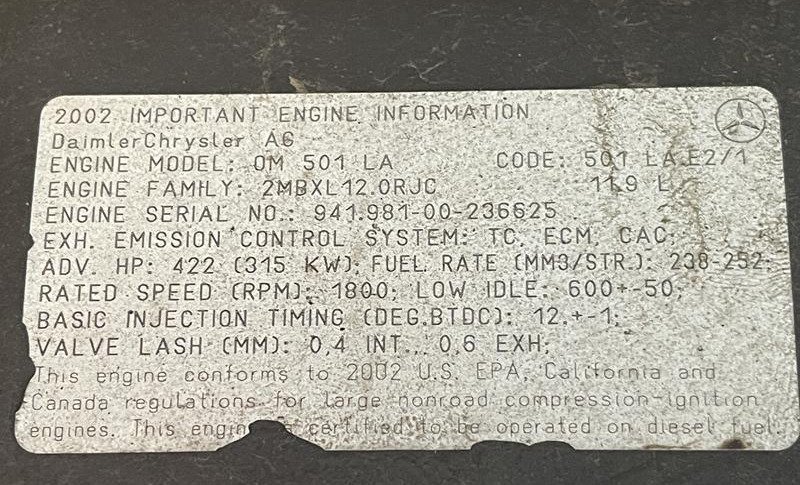 2002 IMPORTANT ENGINE INFORMATION
DaimlerChrysler AG
ENGINE MODEL: OM 501 LA CODE: 501 LA.E2/1
ENGINE FAMILY: 2MBXL12.0RJC 11.9 L
ENGINE SERIAL NO.: 941.981-00-236625
EXH. EMISSION CONTROL SYSTEM: TC, ECM, CAC;
ADV. HP: 422 (315 KW); FUEL RATE (MM3/STR.): 238-252;
RATED SPEED (RPM): 1800; LOW IDLE: 600+-50;
BASIC INJECTION TIMING (DEG.BTDC): 12.+-1;
VALVE LASH (MM): 0,4 INT., 0,6 EXH;
This engine conforms to 2002 U.S. EPA, California and
Canada regulations for large nonroad compression-ignition
engines. This engin certified to be operated on diesel fuel.